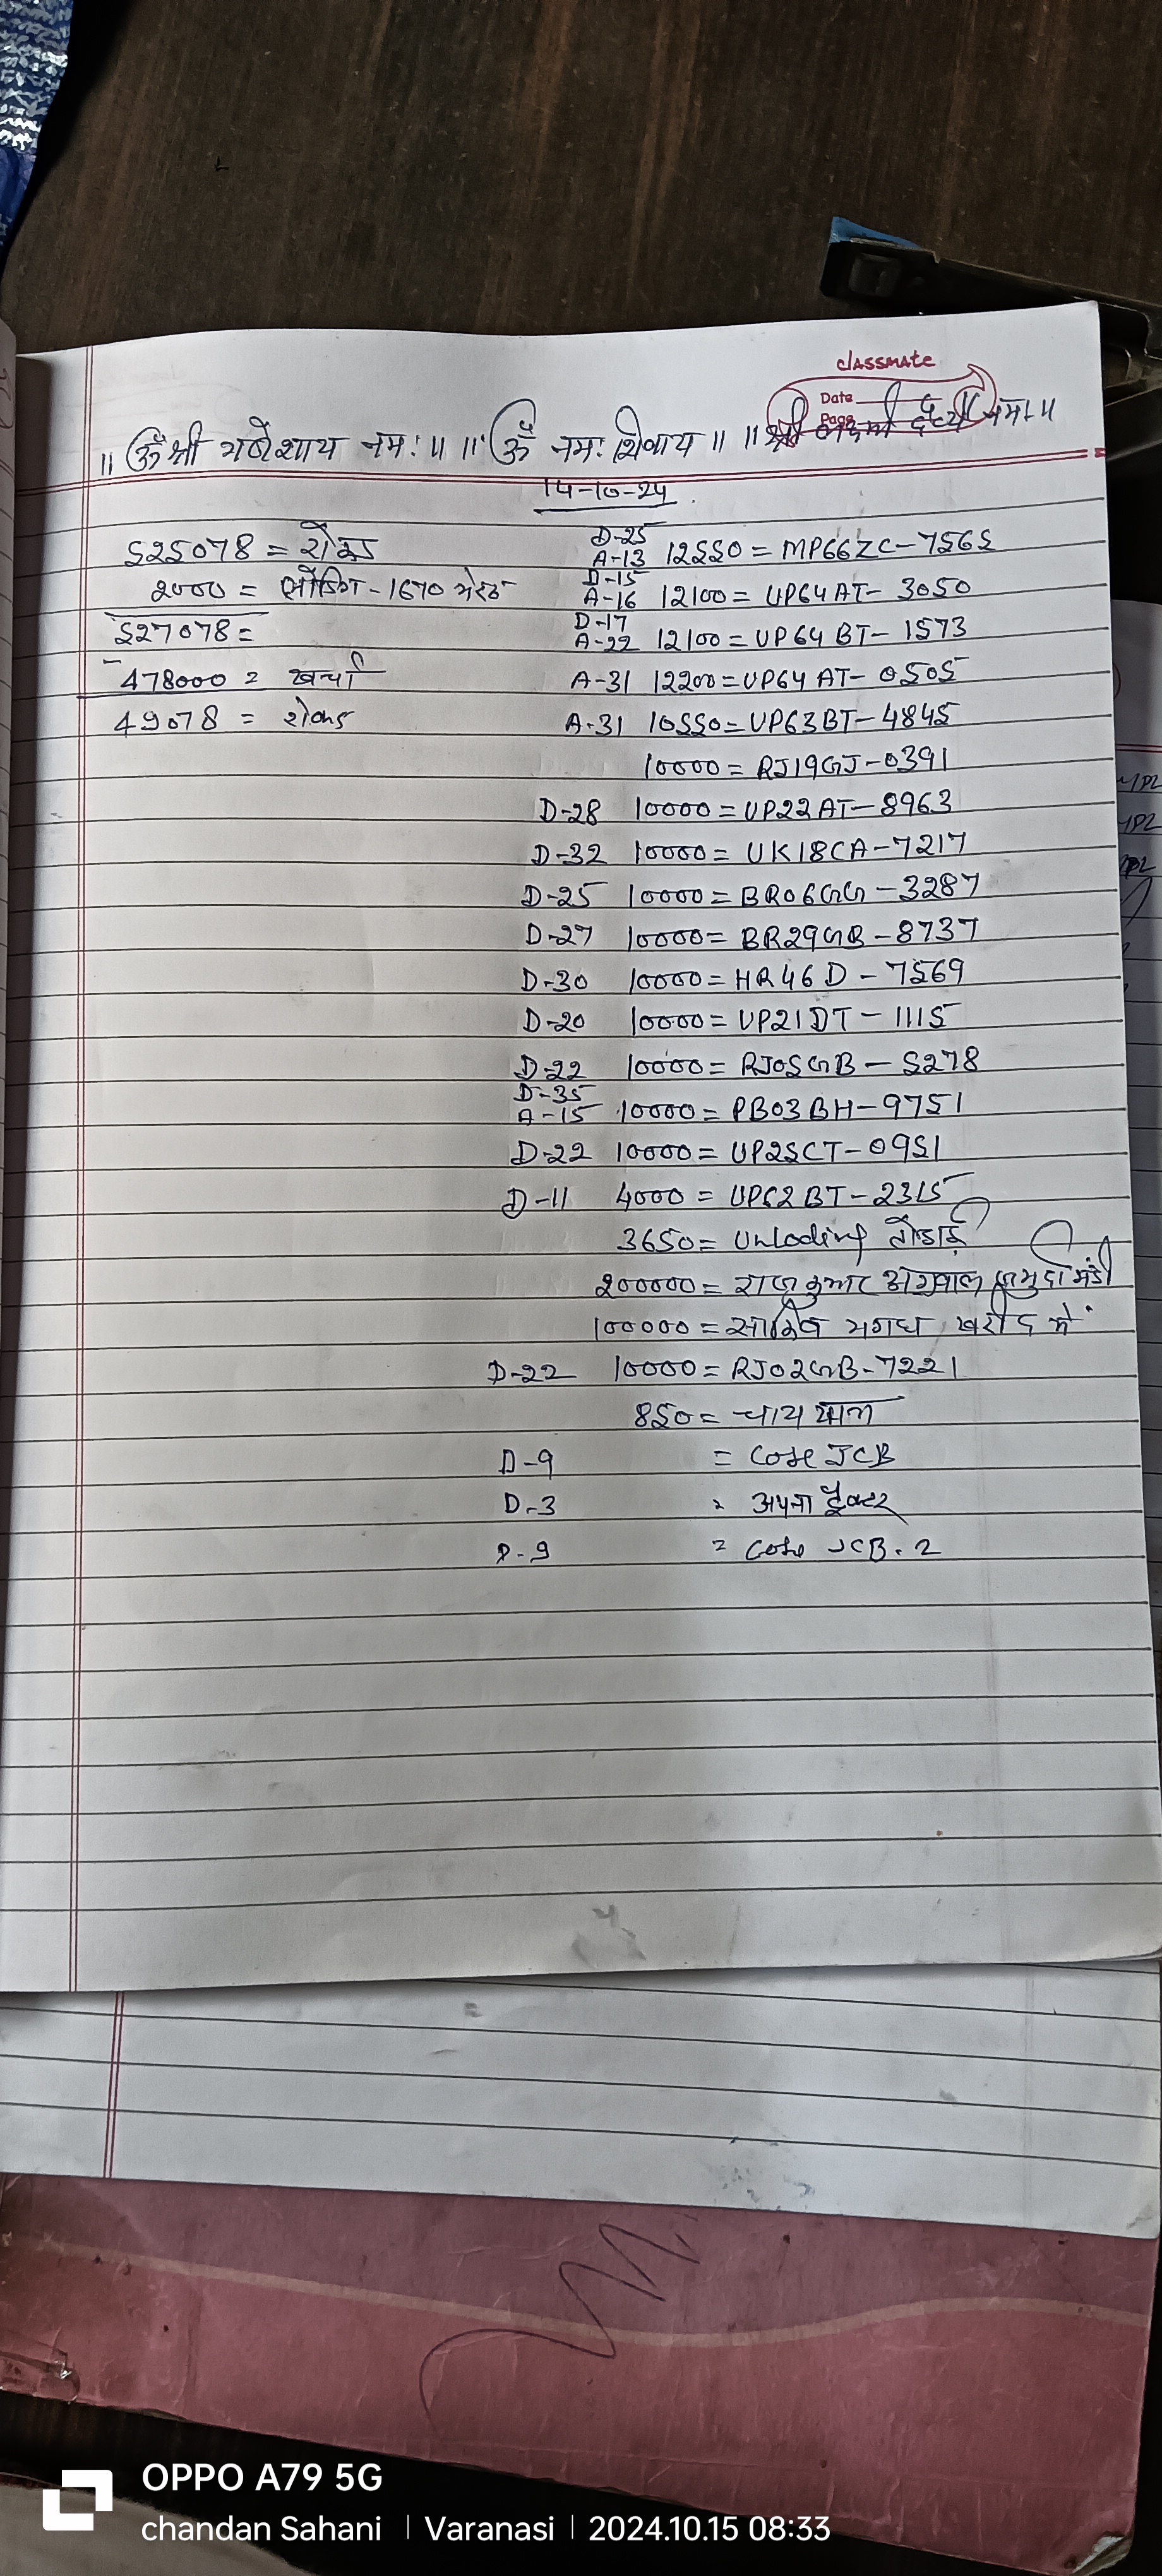 classmate
Date
Page
॥ ॐ श्री गणेशाय नमः ॥ ॥ ॐ नमः शिवाय ॥ ॥ श्री लक्ष्मी देव्यै नमः ॥
14-10-24
525078 = रोकड़
2000 = लोडिंग - 1670
527078 =
- 478000 = खर्चा
49078 = रोकड़
D-25
A-13 12550 = MP66ZC-7565
D-15
A-16 12100 = UP64AT-3050
D-17
A-22 12100 = UP64BT-1573
A-31 12200 = UP64AT-0505
A-31 10550 = UP63BT-4845
10000 = RJ19GJ-0391
D-28 10000 = UP22AT-8963
D-32 10000 = UK18CA-7217
D-25 10000 = BR06GG-3287
D-27 10000 = BR29GB-8737
D-30 10000 = HR46D-7569
D-20 10000 = UP21DT-1115
D-22 10000 = RJ05GB-5278
D-35
A-15 10000 = PB03BH-9751
D-22 10000 = UP25CT-0951
D-11 4000 = UP62BT-2315
3650 = Unloding
200000 = राजकुमार अग्रवाल मंडी
100000 = मगध खरीद में
D-22 10000 = RJ02GB-7221
850 = चाय पान
D-9 = Case JCB
D-3 = अपना ट्रैक्टर
D-9 = Case JCB.2
OPPO A79 5G
chandan Sahani | Varanasi | 2024.10.15 08:33